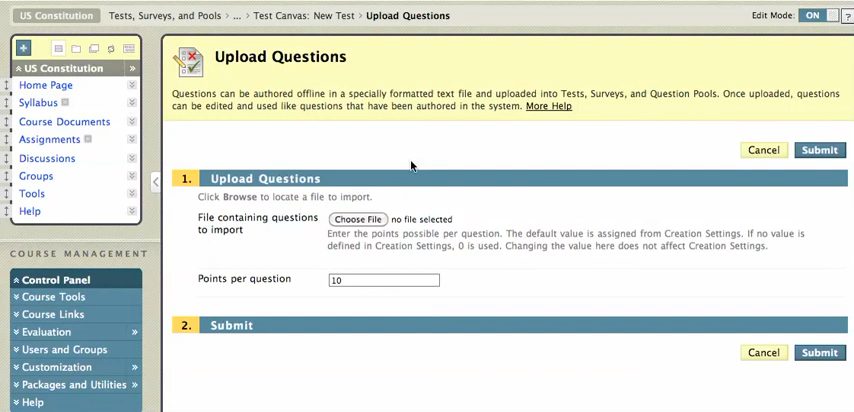 US Constitution Tests, Surveys, and Pools > ... > Test Canvas: New Test > Upload Questions Edit Mode: ON ?
US Constitution
Home Page
Syllabus
Course Documents
Assignments
Discussions
Groups
Tools
Help
COURSE MANAGEMENT
Control Panel
Course Tools
Course Links
Evaluation
Users and Groups
Customization
Packages and Utilities
Help
Upload Questions
Questions can be authored offline in a specially formatted text file and uploaded into Tests, Surveys, and Question Pools. Once uploaded, questions
can be edited and used like questions that have been authored in the system. More Help
Cancel Submit
1. Upload Questions
Click Browse to locate a file to import.
File containing questions
to import
Choose File no file selected
Enter the points possible per question. The default value is assigned from Creation Settings. If no value is
defined in Creation Settings, 0 is used. Changing the value here does not affect Creation Settings.
Points per question 10
2. Submit
Cancel Submit